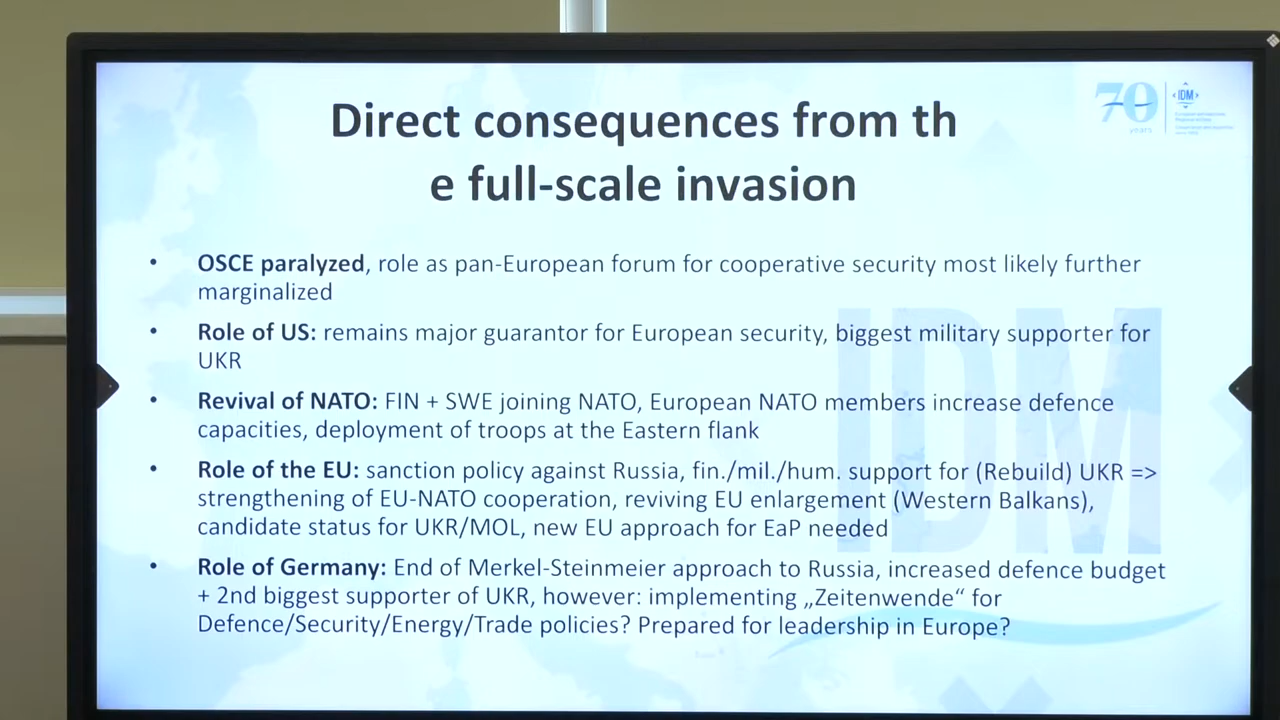 Direct consequences from th
e full-scale invasion
70
years
IDM
• OSCE paralyzed, role as pan-European forum for cooperative security most likely further
marginalized
• Role of US: remains major guarantor for European security, biggest military supporter for
UKR
• Revival of NATO: FIN + SWE joining NATO, European NATO members increase defence
capacities, deployment of troops at the Eastern flank
• Role of the EU: sanction policy against Russia, fin./mil./hum. support for (Rebuild) UKR =>
strengthening of EU-NATO cooperation, reviving EU enlargement (Western Balkans),
candidate status for UKR/MOL, new EU approach for EaP needed
• Role of Germany: End of Merkel-Steinmeier approach to Russia, increased defence budget
+ 2nd biggest supporter of UKR, however: implementing „Zeitenwende“ for
Defence/Security/Energy/Trade policies? Prepared for leadership in Europe?
IDM